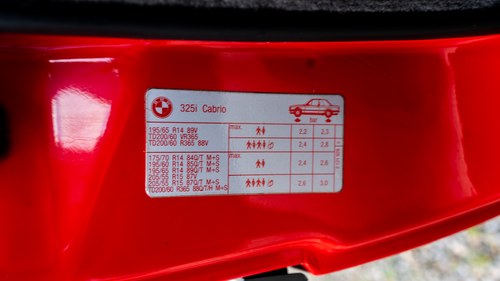 BMW
325i Cabrio
bar
195/65 R14 89V
TD200/60 VR365
TD200/60 R365 88V
max.
2,2 2,3
2,4 2,8
175/70 R14 84Q/T M+S
195/60 R14 85Q/T M+S
195/65 R14 89Q/T M+S
205/55 R15 87V
205/55 R15 87Q/T M+S
TD200/60 R365 88Q/T/H M+S
max.
2,4 2,6
2,6 3,0